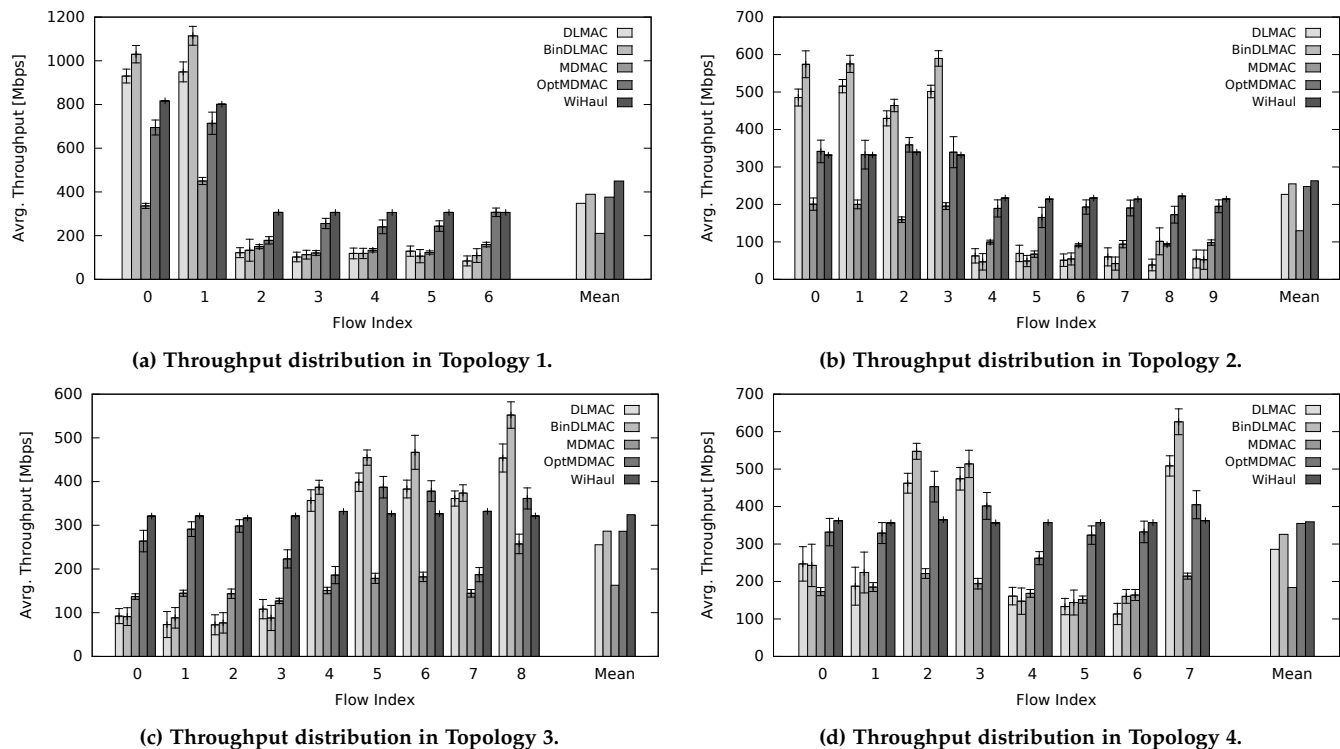 1200
1000
800
600
400
200
0
Avrg. Throughput [Mbps]
0 1 2 3 4 5 6 Mean
Flow Index
DLMAC
BinDLMAC
MDMAC
OptMDMAC
WiHaul
(a) Throughput distribution in Topology 1.
700
600
500
400
300
200
100
0
Avrg. Throughput [Mbps]
0 1 2 3 4 5 6 7 8 9 Mean
Flow Index
DLMAC
BinDLMAC
MDMAC
OptMDMAC
WiHaul
(b) Throughput distribution in Topology 2.
600
500
400
300
200
100
0
Avrg. Throughput [Mbps]
0 1 2 3 4 5 6 7 8 Mean
Flow Index
DLMAC
BinDLMAC
MDMAC
OptMDMAC
WiHaul
(c) Throughput distribution in Topology 3.
700
600
500
400
300
200
100
0
Avrg. Throughput [Mbps]
0 1 2 3 4 5 6 7 Mean
Flow Index
DLMAC
BinDLMAC
MDMAC
OptMDMAC
WiHaul
(d) Throughput distribution in Topology 4.